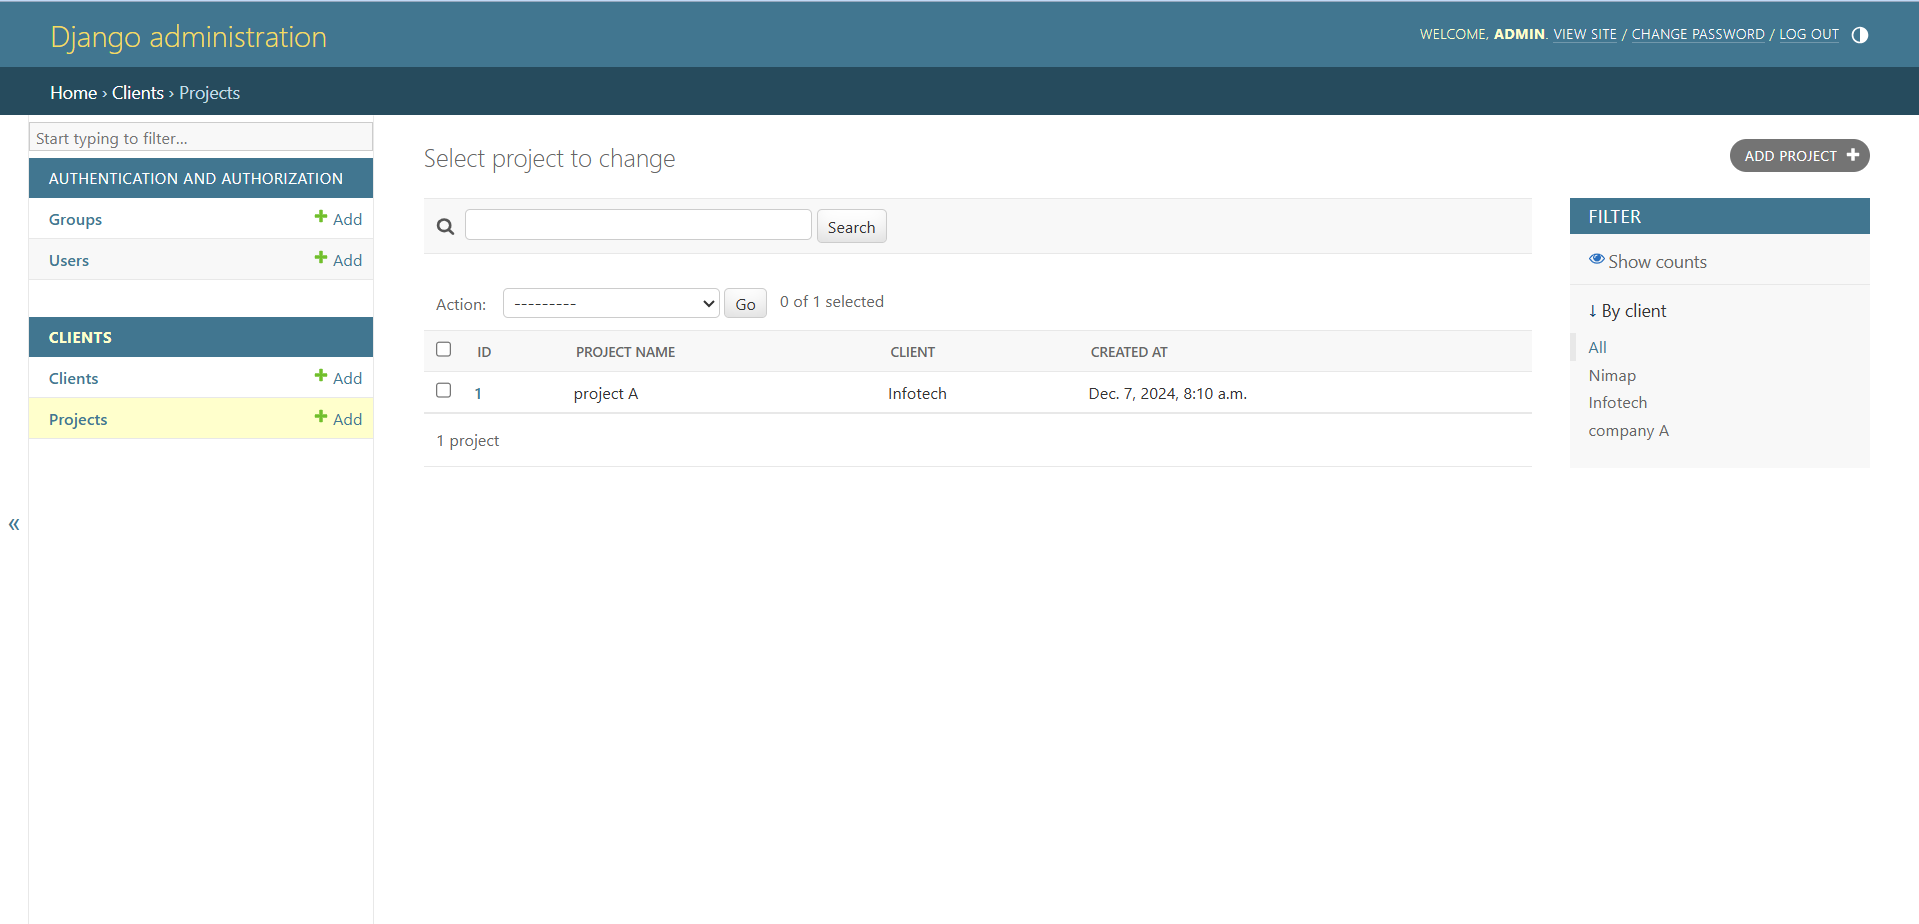 Django administration
WELCOME, ADMIN. VIEW SITE / CHANGE PASSWORD / LOG OUT
Home › Clients › Projects
Start typing to filter...
AUTHENTICATION AND AUTHORIZATION
Groups + Add
Users + Add
CLIENTS
Clients + Add
Projects + Add
«
Select project to change
ADD PROJECT +
Search
Action: --------- Go 0 of 1 selected
ID PROJECT NAME CLIENT CREATED AT
1 project A Infotech Dec. 7, 2024, 8:10 a.m.
1 project
FILTER
Show counts
↓ By client
All
Nimap
Infotech
company A